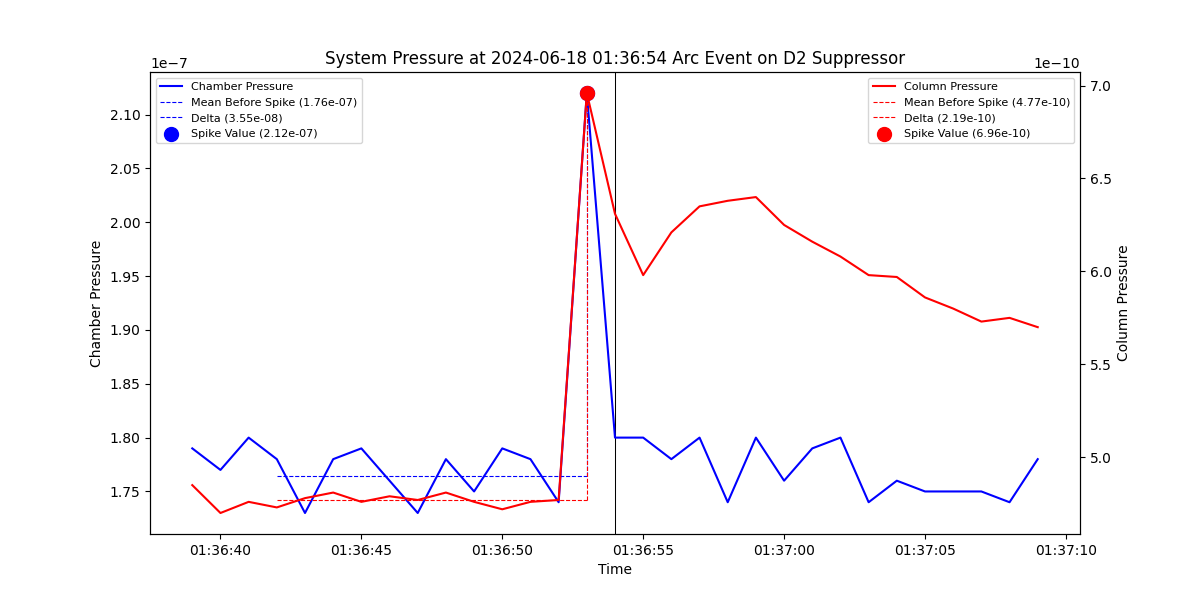 System Pressure at 2024-06-18 01:36:54 Arc Event on D2 Suppressor
1e−7
1e−10
Chamber Pressure
Mean Before Spike (1.76e-07)
Delta (3.55e-08)
Spike Value (2.12e-07)
Column Pressure
Mean Before Spike (4.77e-10)
Delta (2.19e-10)
Spike Value (6.96e-10)
Chamber Pressure
2.10
2.05
2.00
1.95
1.90
1.85
1.80
1.75
7.0
6.5
6.0
5.5
5.0
Column Pressure
01:36:40
01:36:45
01:36:50
01:36:55
01:37:00
01:37:05
01:37:10
Time